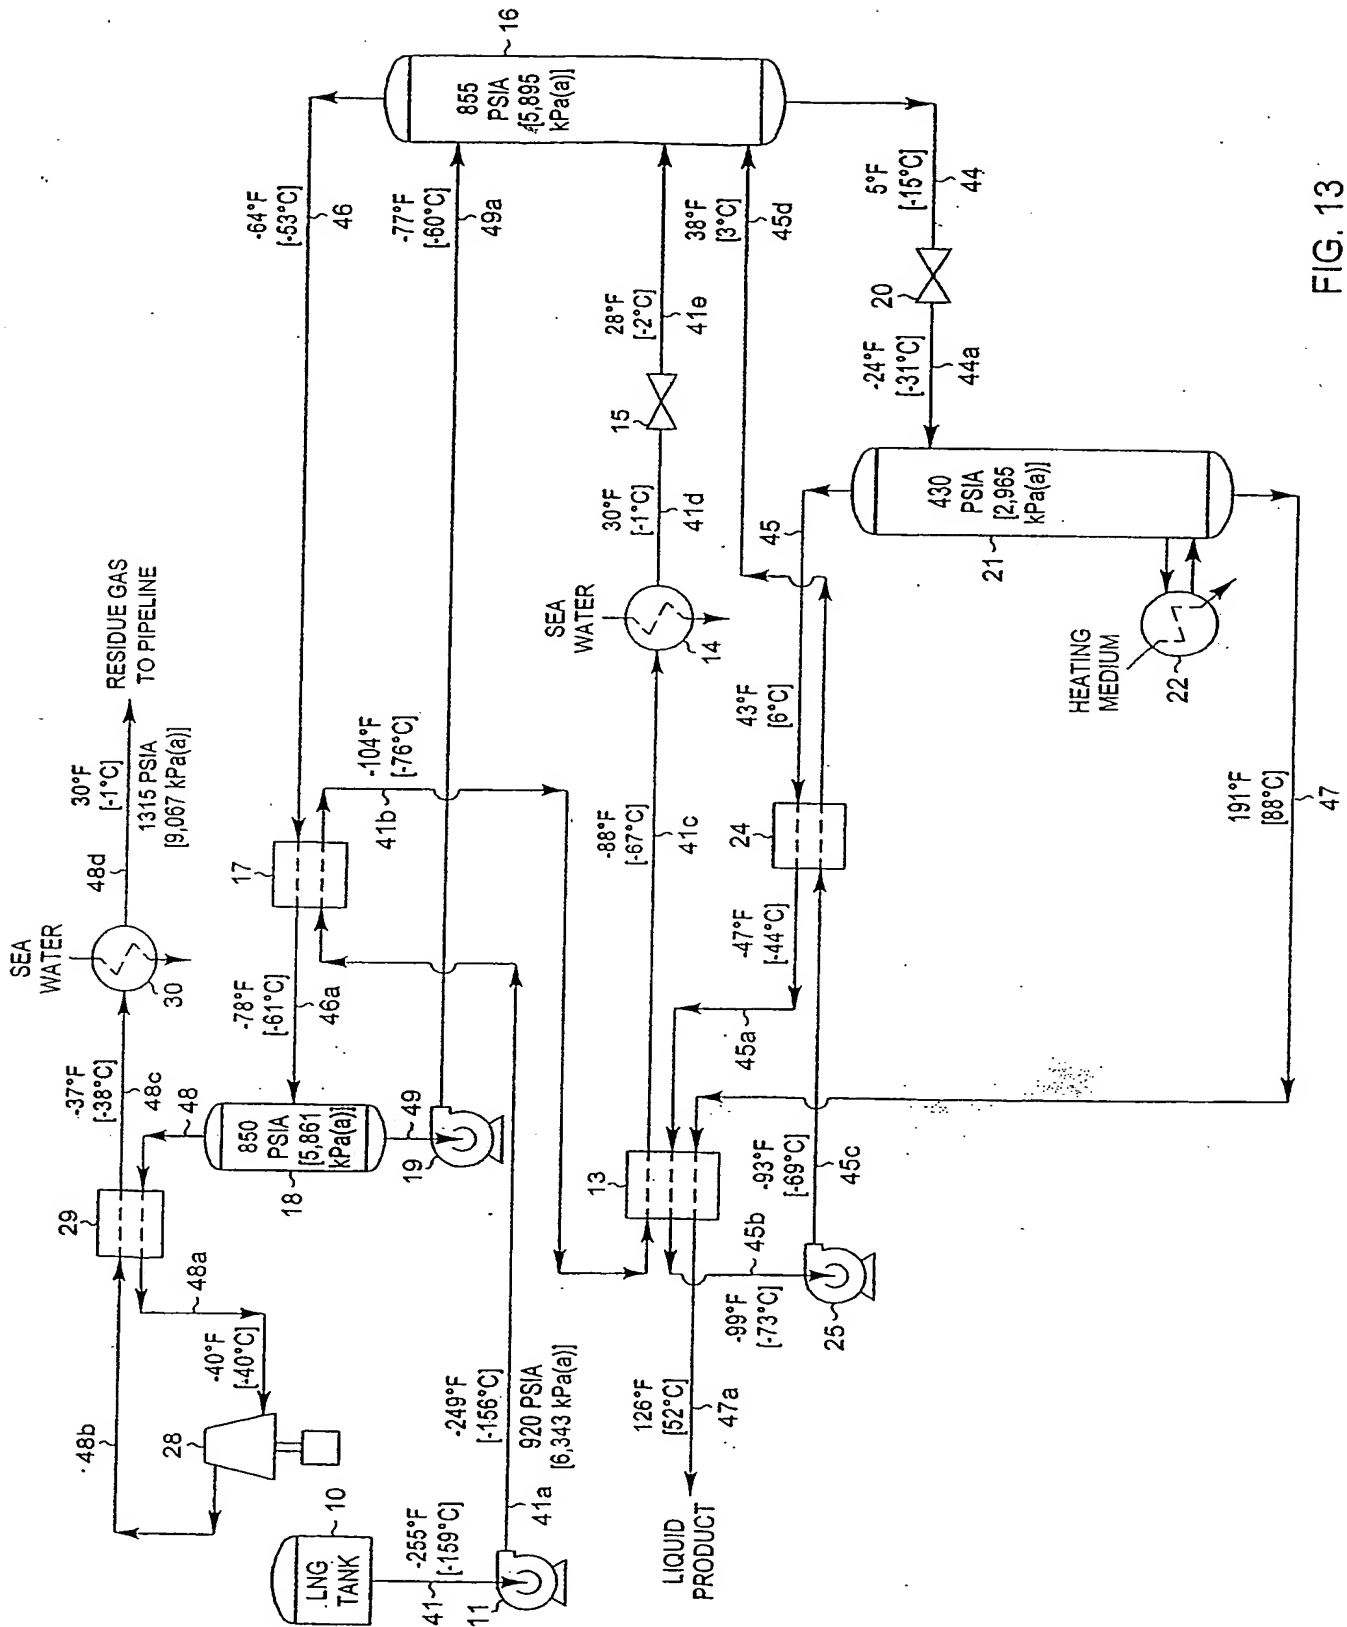 FIG. 13
LNG
TANK
10
-255°F
[-159°C]
41
11
41a
-249°F
[-156°C]
920 PSIA
[6,343 kPa(a)]
48b
28
-40°F
[-40°C]
48a
29
48
-37°F
[-38°C]
48c
SEA
WATER
30
48d
30°F
[-1°C]
1315 PSIA
[9,067 kPa(a)]
RESIDUE GAS
TO PIPELINE
850
PSIA
[5,861
kPa(a)]
18
49
19
-78°F
[-61°C]
46a
17
-104°F
[-76°C]
41b
-64°F
[-53°C]
46
-77°F
[-60°C]
49a
855
PSIA
[5,895
kPa(a)]
16
LIQUID
PRODUCT
126°F
[52°C]
47a
13
-99°F
[-73°C]
45b
25
-93°F
[-69°C]
45c
45a
-47°F
[-44°C]
24
43°F
[6°C]
-88°F
[-67°C]
41c
SEA
WATER
14
30°F
[-1°C]
41d
15
28°F
[-2°C]
41e
38°F
[3°C]
45d
45
430
PSIA
[2,965
kPa(a)]
21
HEATING
MEDIUM
22
-24°F
[-31°C]
44a
20
5°F
[-15°C]
44
191°F
[88°C]
47